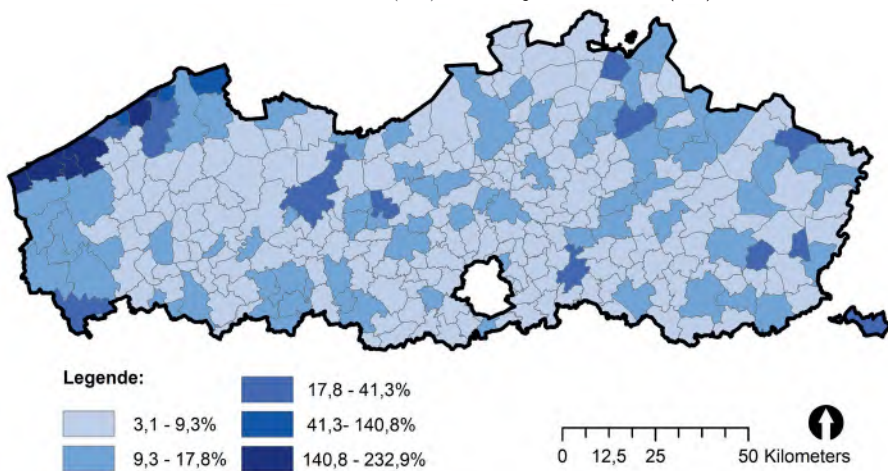 Legende:
3,1 - 9,3%
9,3 - 17,8%
17,8 - 41,3%
41,3- 140,8%
140,8 - 232,9%
0 12,5 25 50 Kilometers